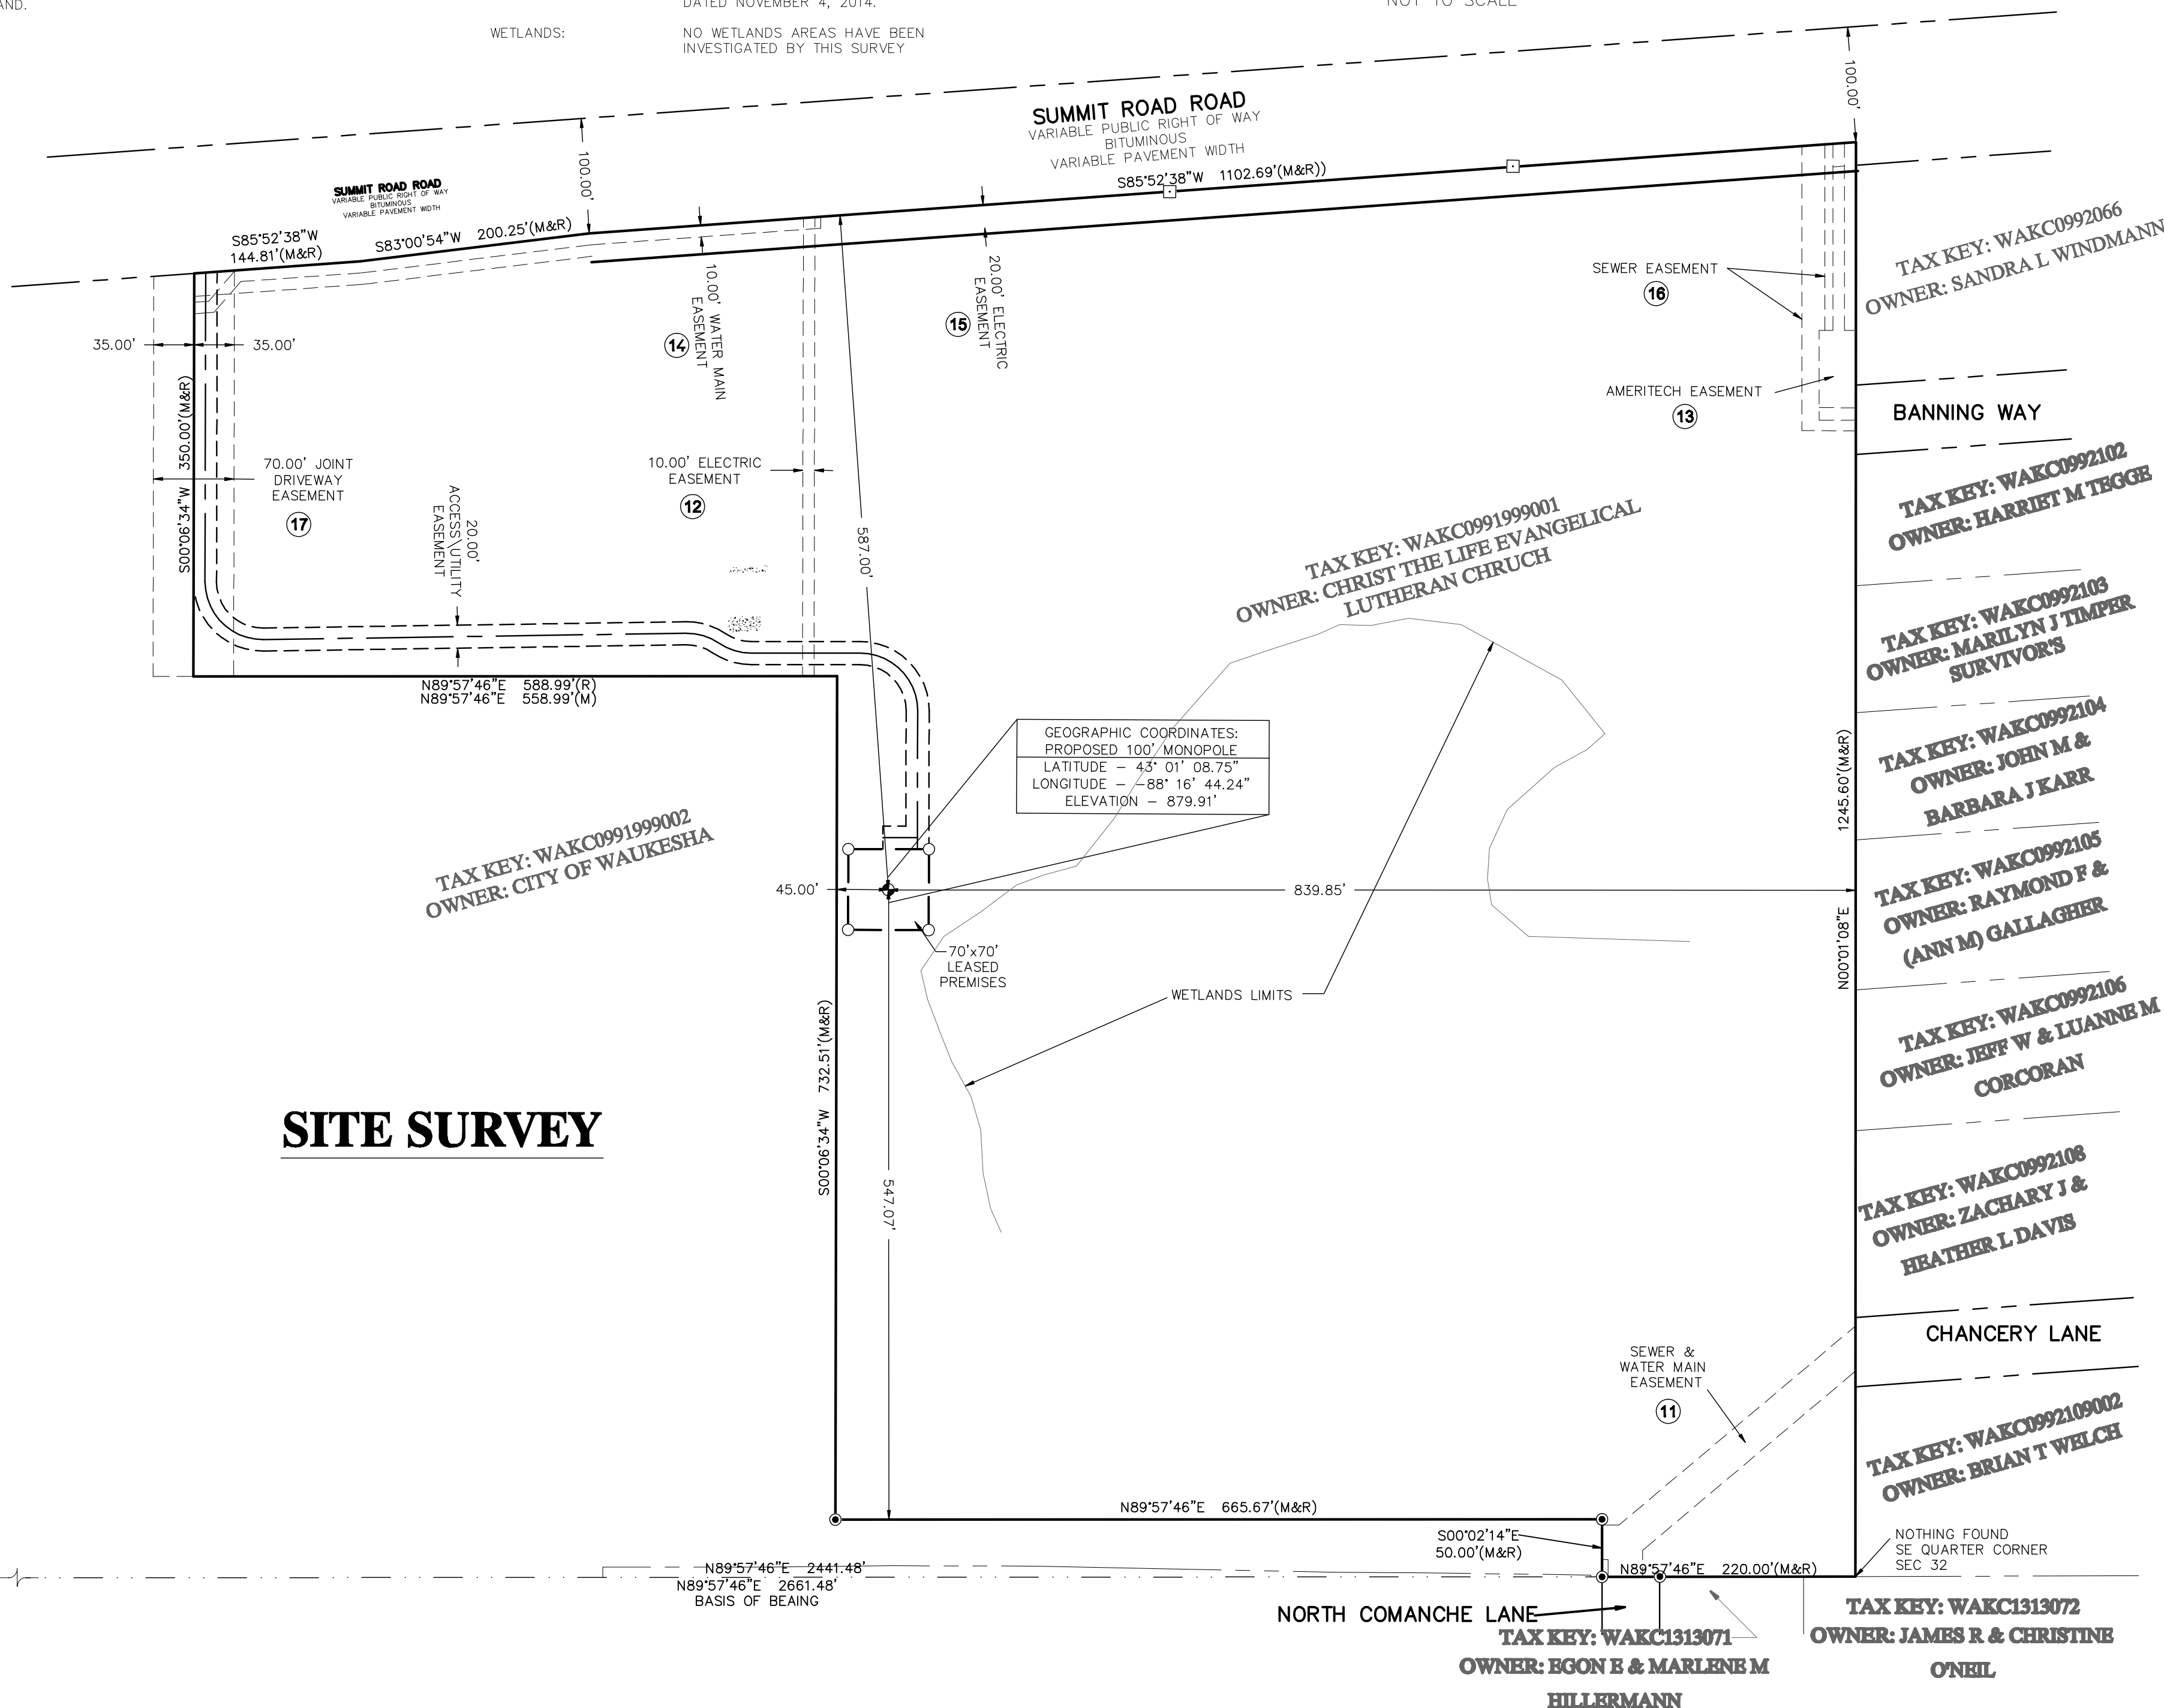 AND.
DATED NOVEMBER 4, 2014.
NOT TO SCALE
WETLANDS:
NO WETLANDS AREAS HAVE BEEN
INVESTIGATED BY THIS SURVEY
100.00'
100.00'
SUMMIT ROAD ROAD
VARIABLE PUBLIC RIGHT OF WAY
BITUMINOUS
VARIABLE PAVEMENT WIDTH
SUMMIT ROAD ROAD
VARIABLE PUBLIC RIGHT OF WAY
BITUMINOUS
VARIABLE PAVEMENT WIDTH
S85°52'38"W 1102.69'(M&R))
S85°52'38"W
144.81'(M&R)
S83°00'54"W 200.25'(M&R)
TAX KEY: WAKC0992066
OWNER: SANDRA L WINDMANN
SEWER EASEMENT
16
10.00' WATER MAIN
EASEMENT
14
20.00' ELECTRIC
EASEMENT
15
35.00'
35.00'
AMERITECH EASEMENT
13
BANNING WAY
S00°06'34"W 350.00'(M&R)
70.00' JOINT
DRIVEWAY
EASEMENT
17
10.00' ELECTRIC
EASEMENT
12
20.00'
ACCESS\UTILITY
EASEMENT
587.00'
TAX KEY: WAKC0992102
OWNER: HARRIET M TEGGE
TAX KEY: WAKC0991999001
OWNER: CHRIST THE LIFE EVANGELICAL
LUTHERAN CHRUCH
TAX KEY: WAKC0992103
OWNER: MARILYN J TIMPER
SURVIVOR'S
N89°57'46"E 588.99'(R)
N89°57'46"E 558.99'(M)
GEOGRAPHIC COORDINATES:
PROPOSED 100' MONOPOLE
LATITUDE - 43° 01' 08.75"
LONGITUDE - -88° 16' 44.24"
ELEVATION - 879.91'
TAX KEY: WAKC0992104
OWNER: JOHN M &
BARBARA J KARR
1245.60'(M&R)
N00°01'08"E
TAX KEY: WAKC0991999002
OWNER: CITY OF WAUKESHA
45.00'
839.85'
TAX KEY: WAKC0992105
OWNER: RAYMOND F &
(ANN M) GALLAGHER
70'x70'
LEASED
PREMISES
WETLANDS LIMITS
S00°06'34"W 732.51'(M&R)
TAX KEY: WAKC0992106
OWNER: JEFF W & LUANNE M
CORCORAN
SITE SURVEY
547.07'
TAX KEY: WAKC0992108
OWNER: ZACHARY J &
HEATHER L DAVIS
CHANCERY LANE
SEWER &
WATER MAIN
EASEMENT
11
TAX KEY: WAKC0992109002
OWNER: BRIAN T WELCH
N89°57'46"E 665.67'(M&R)
S00°02'14"E
50.00'(M&R)
NOTHING FOUND
SE QUARTER CORNER
SEC 32
N89°57'46"E 2441.48'
N89°57'46"E 2661.48'
BASIS OF BEAING
N89°57'46"E 220.00'(M&R)
NORTH COMANCHE LANE
TAX KEY: WAKC1313071
OWNER: EGON E & MARLENE M
HILLERMANN
TAX KEY: WAKC1313072
OWNER: JAMES R & CHRISTINE
O'NEIL